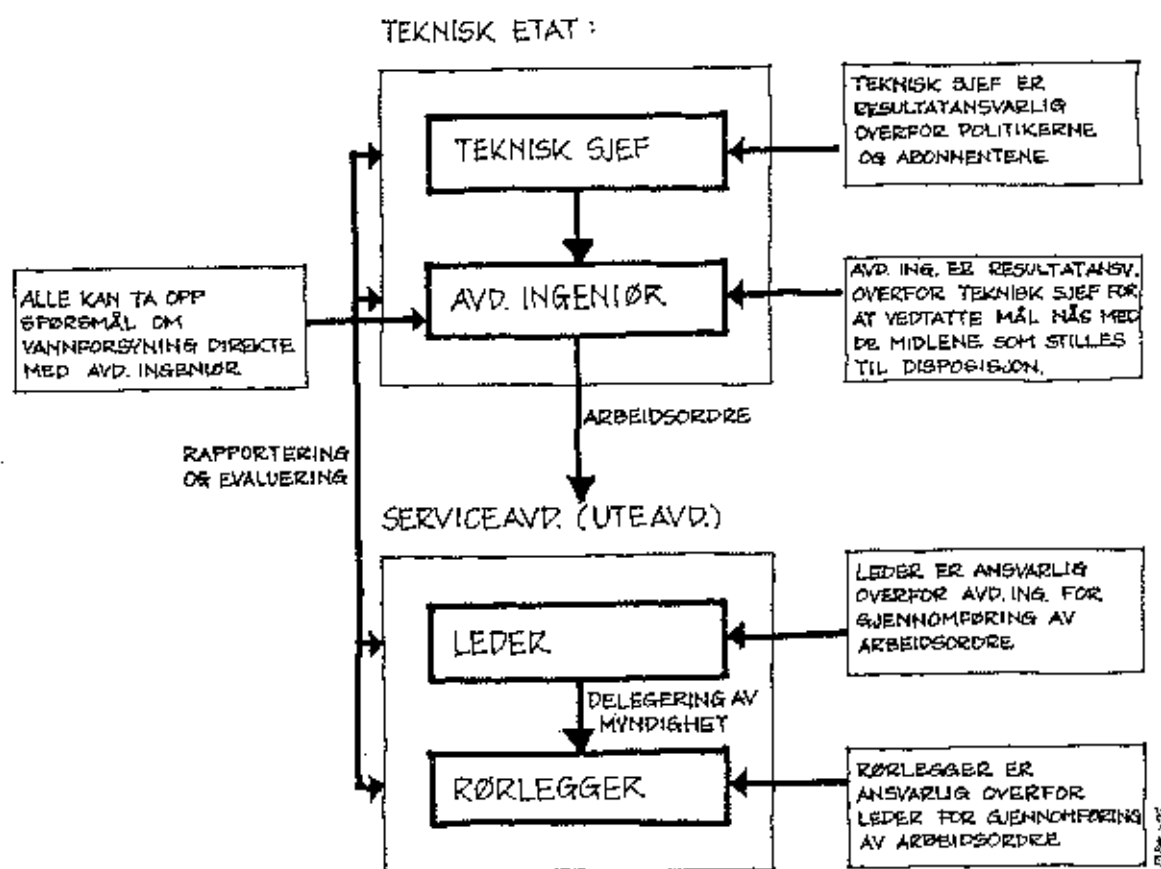 TEKNISK ETAT:
TEKNISK SJEF
TEKNISK SJEF ER
RESULTATANSVARLIG
OVERFOR POLITIKERNE
OG ABONNENTENE
AVD. INGENIØR
AVD. ING. ER RESULTATANSV.
OVERFOR TEKNISK SJEF FOR
AT VEDTATTE MÅL NÅS MED
DE MIDLENE SOM STILLES
TIL DISPOSISJON.
ALLE KAN TA OPP
SPØRSMÅL OM
VANNFORSYNING DIREKTE
MED AVD. INGENIØR
ARBEIDSORDRE
RAPPORTERING
OG EVALUERING
SERVICEAVD. (UTEAVD.)
LEDER
LEDER ER ANSVARLIG
OVERFOR AVD. ING. FOR
GJENNOMFØRING AV
ARBEIDSORDRE
DELEGERING AV
MYNDIGHET
RØRLEGGER
RØRLEGGER ER
ANSVARLIG OVERFOR
LEDER FOR GJENNOMFØRING
AV ARBEIDSORDRE